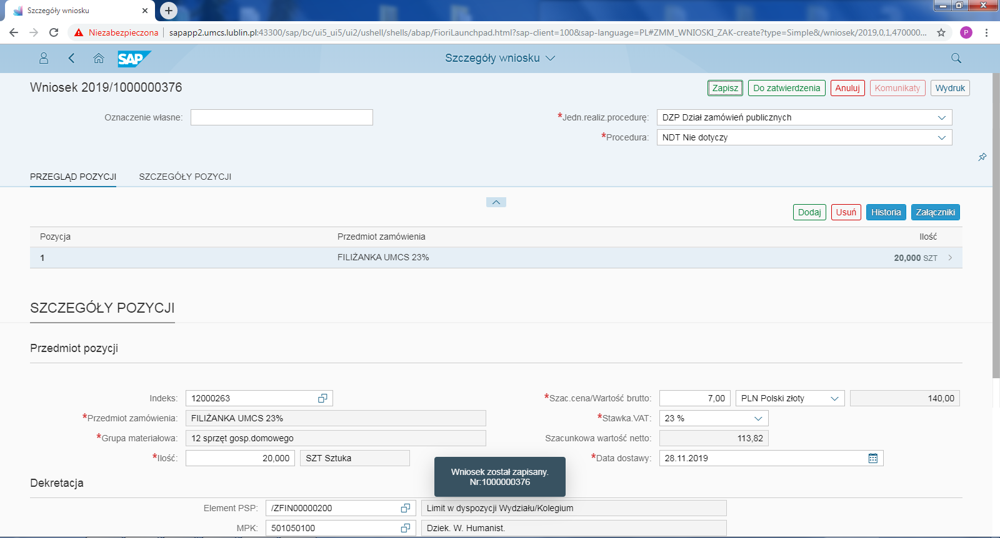 Szczegóły wniosku
Niezabezpieczona
sapapp2.umcs.lublin.pl:43300/sap/bc/ui5_ui5/ui2/ushell/shells/abap/FioriLaunchpad.html?sap-client=100&sap-language=PL#ZMM_WNIOSKI_ZAK-create?type=Simple&/wniosek/2019,0,1,470000...
P
SAP
Szczegóły wniosku
Wniosek 2019/1000000376
Zapisz
Do zatwierdzenia
Anuluj
Komunikaty
Wydruk
Oznaczenie własne:
*Jedn.realiz.procedurę: DZP Dział zamówień publicznych
*Procedura: NDT Nie dotyczy
PRZEGLĄD POZYCJI
SZCZEGÓŁY POZYCJI
Dodaj
Usuń
Historia
Załączniki
Pozycja Przedmiot zamówienia Ilość
1 FILIŻANKA UMCS 23% 20,000 SZT
SZCZEGÓŁY POZYCJI
Przedmiot pozycji
Indeks: 12000263
*Szac.cena/Wartość brutto: 7,00 PLN Polski złoty 140,00
*Przedmiot zamówienia: FILIŻANKA UMCS 23%
*Stawka.VAT: 23 %
*Grupa materiałowa: 12 sprzęt gosp.domowego
Szacunkowa wartość netto: 113,82
*Ilość: 20,000 SZT Sztuka
*Data dostawy: 28.11.2019
Wniosek został zapisany.
Nr:1000000376
Dekretacja
Element PSP: /ZFIN00000200 Limit w dyspozycji Wydziału/Kolegium
MPK: 501050100 Dziek. W. Humanist.